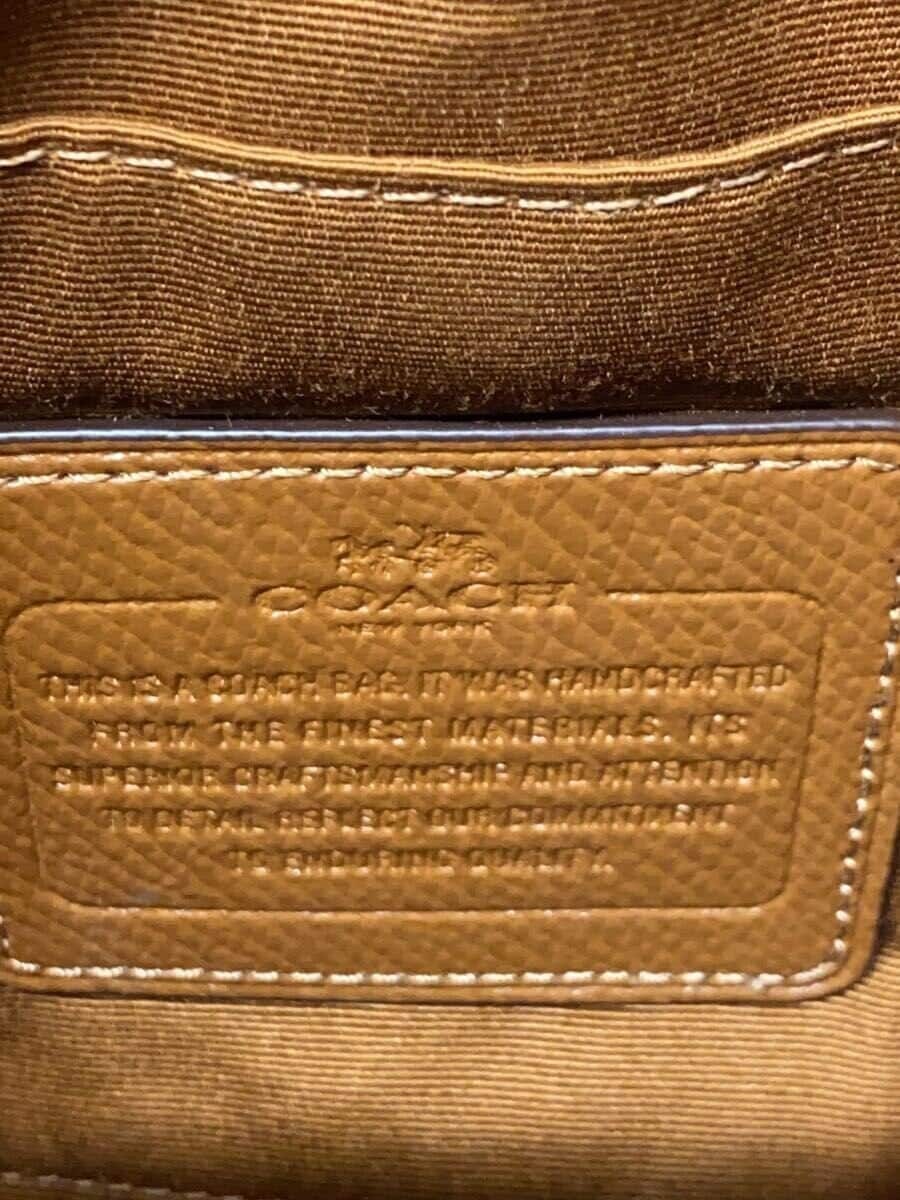 COACH
NEW YORK
THIS IS A COACH BAG. IT WAS HANDCRAFTED
FROM THE FINEST MATERIALS. IT'S
SUPERIOR CRAFTSMANSHIP AND ATTENTION
TO DETAIL REFLECT OUR COMMITMENT
TO ENDURING QUALITY.